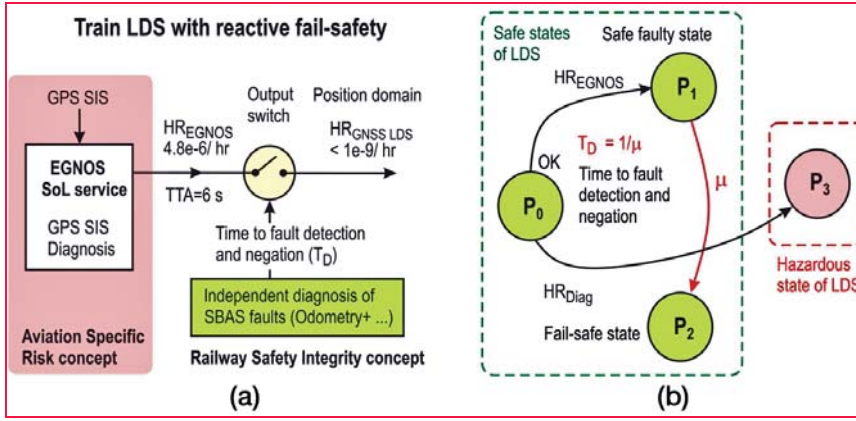 Train LDS with reactive fail-safety
GPS SIS
EGNOS
SoL service
GPS SIS
Diagnosis
Aviation Specific
Risk concept
HR_EGNOS
4.8e-6/ hr
TTA=6 s
Output
switch
Position domain
HR_GNSS LDS
< 1e-9/ hr
Time to fault detection
and negation (T_D)
Independent diagnosis of
SBAS faults (Odometry+ ...)
Railway Safety Integrity concept
(a)
Safe states
of LDS
Safe faulty state
HR_EGNOS
P_1
T_D = 1/μ
OK
Time to fault
detection and
negation
μ
P_0
P_3
HR_Diag
Hazardous
state of LDS
P_2
Fail-safe state
(b)